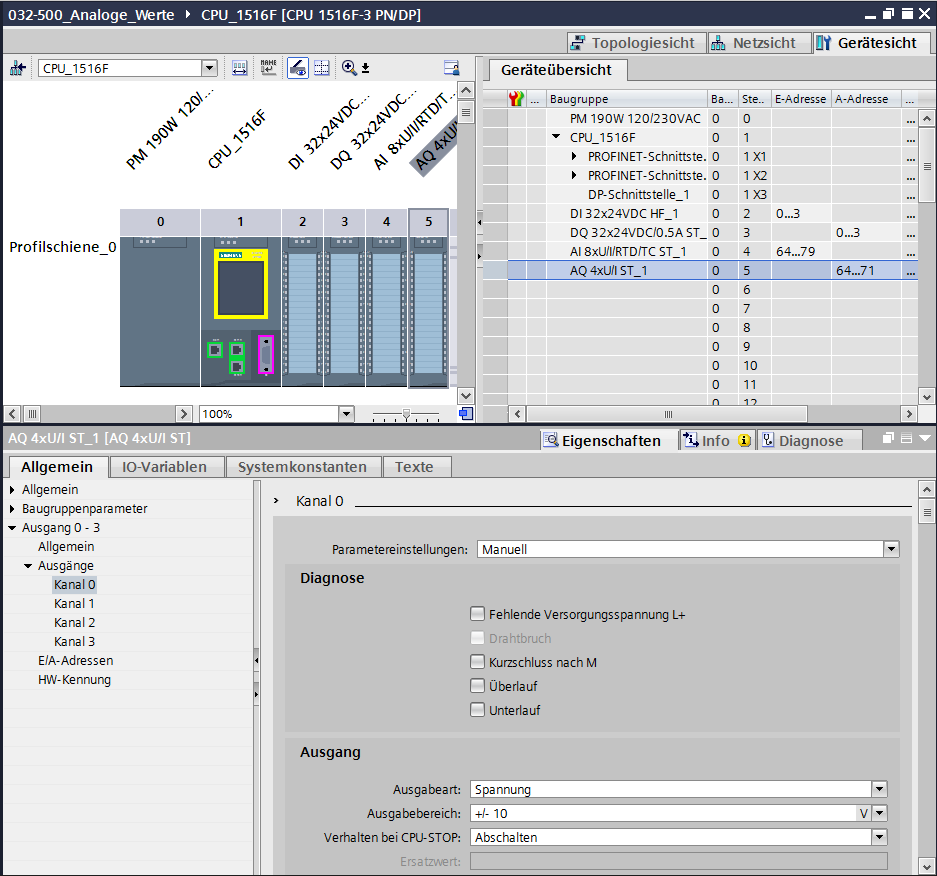 032-500_Analoge_Werte ▸ CPU_1516F [CPU 1516F-3 PN/DP]
Topologiesicht Netzsicht Gerätesicht
CPU_1516F
Geräteübersicht
... Baugruppe Ba... Ste.. E-Adresse A-Adresse ...
PM 190W 120/... CPU_1516F DI 32x24VDC... DQ 32x24VDC... AI 8xU/I/RTD/T... AQ 4xU/I
0 1 2 3 4 5
Profilschiene_0
PM 190W 120/230VAC 0 0 ...
CPU_1516F 0 1 ...
PROFINET-Schnittste. 0 1 X1 ...
PROFINET-Schnittste. 0 1 X2 ...
DP-Schnittstelle_1 0 1 X3 ...
DI 32x24VDC HF_1 0 2 0...3 ...
DQ 32x24VDC/0.5A ST_ 0 3 0...3 ...
AI 8xU/I/RTD/TC ST_1 0 4 64...79 ...
AQ 4xU/I ST_1 0 5 64...71 ...
0 6
0 7
0 8
0 9
0 10
0 11
0 12
SIEMENS
100%
AQ 4xU/I ST_1 [AQ 4xU/I ST]
Eigenschaften Info Diagnose
Allgemein IO-Variablen Systemkonstanten Texte
Allgemein
Baugruppenparameter
Ausgang 0 - 3
Allgemein
Ausgänge
Kanal 0
Kanal 1
Kanal 2
Kanal 3
E/A-Adressen
HW-Kennung
Kanal 0
Parametereinstellungen: Manuell
Diagnose
Fehlende Versorgungsspannung L+
Drahtbruch
Kurzschluss nach M
Überlauf
Unterlauf
Ausgang
Ausgabeart: Spannung
Ausgabebereich: +/- 10 V
Verhalten bei CPU-STOP: Abschalten
Ersatzwert: